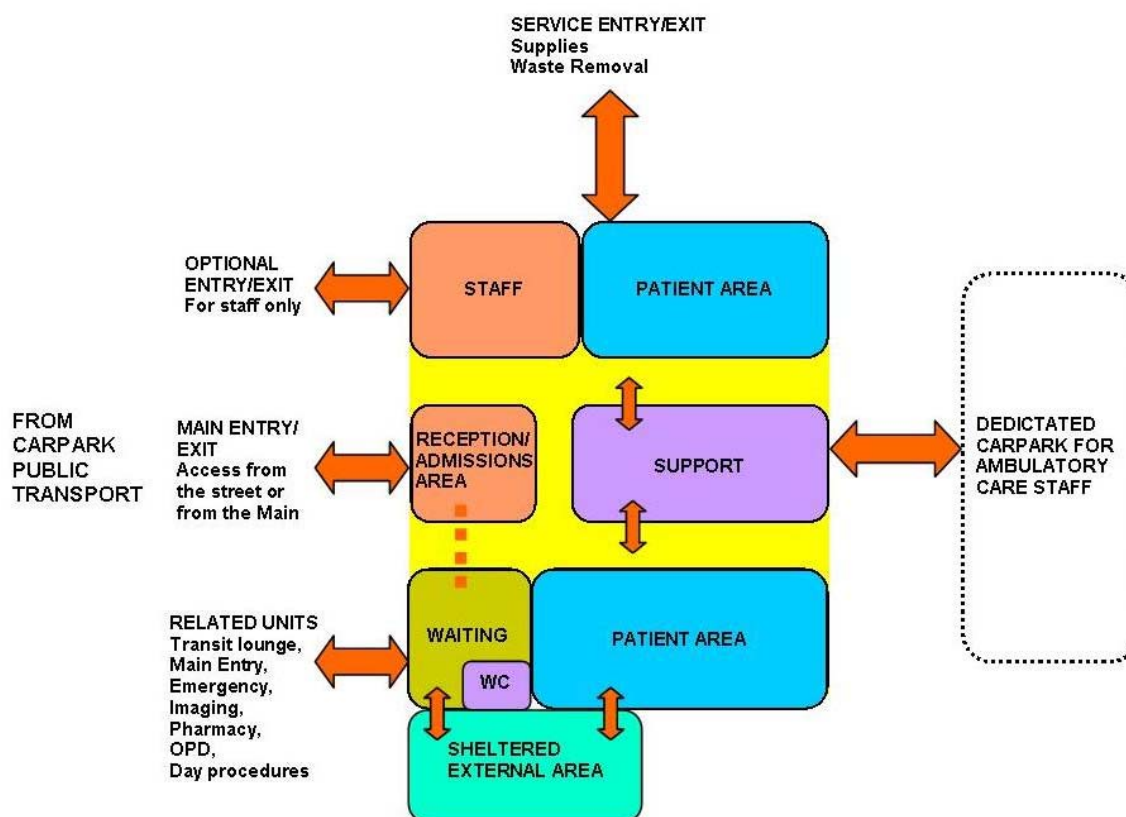 SERVICE ENTRY/EXIT
Supplies
Waste Removal
OPTIONAL
ENTRY/EXIT
For staff only
STAFF
PATIENT AREA
FROM
CARPARK
PUBLIC
TRANSPORT
MAIN ENTRY/
EXIT
Access from
the street or
from the Main
RECEPTION/
ADMISSIONS
AREA
SUPPORT
DEDICTATED
CARPARK FOR
AMBULATORY
CARE STAFF
RELATED UNITS
Transit lounge,
Main Entry,
Emergency,
Imaging,
Pharmacy,
OPD,
Day procedures
WAITING
WC
PATIENT AREA
SHELTERED
EXTERNAL AREA